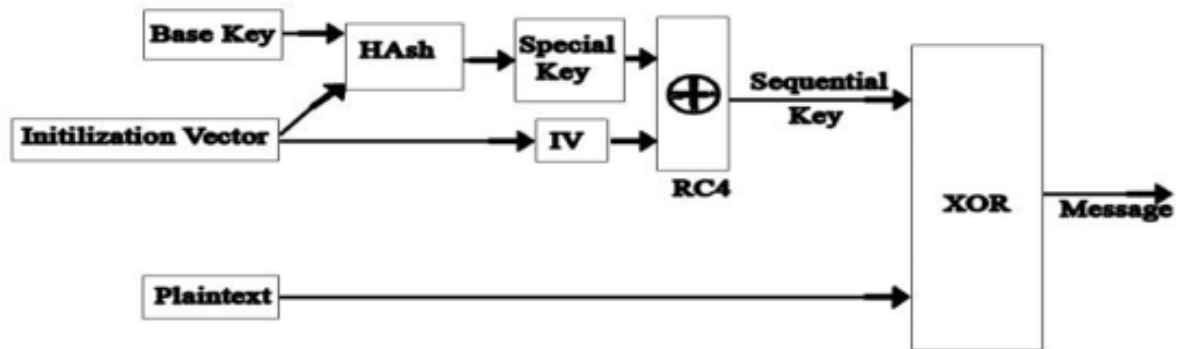 Base Key
HAsh
Special
Key
Sequential
Key
Initilization Vector
IV
RC4
XOR
Message
Plaintext